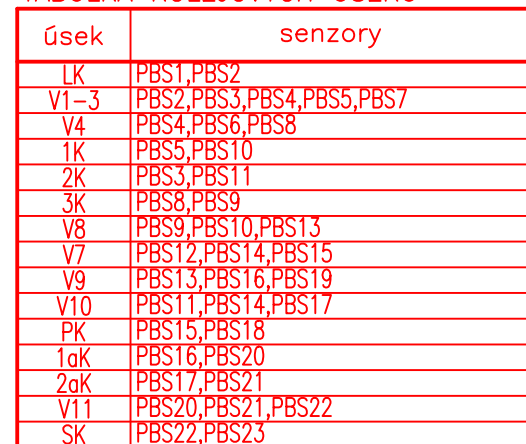 TABUĽKA KOĽAJOVÝCH ÚSEKO
úsek senzory
LK PBS1,PBS2
V1-3 PBS2,PBS3,PBS4,PBS5,PBS7
V4 PBS4,PBS6,PBS8
1K PBS5,PBS10
2K PBS3,PBS11
3K PBS8,PBS9
V8 PBS9,PBS10,PBS13
V7 PBS12,PBS14,PBS15
V9 PBS13,PBS16,PBS19
V10 PBS11,PBS14,PBS17
PK PBS15,PBS18
1aK PBS16,PBS20
2aK PBS17,PBS21
V11 PBS20,PBS21,PBS22
SK PBS22,PBS23